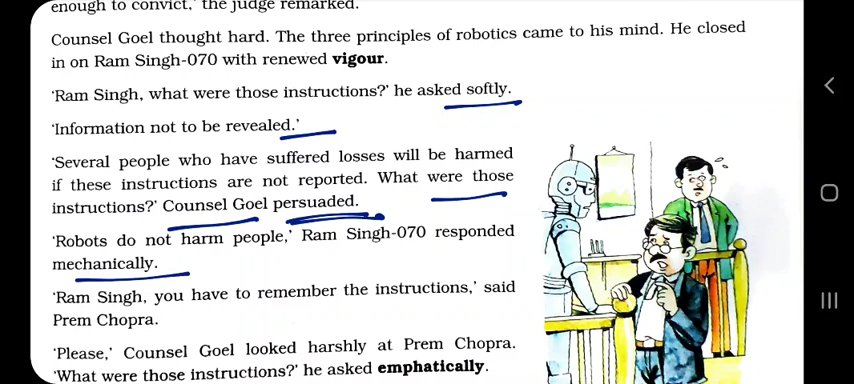 enough to convict,' the judge remarked.
Counsel Goel thought hard. The three principles of robotics came to his mind. He closed
in on Ram Singh-070 with renewed vigour.
'Ram Singh, what were those instructions?' he asked softly.
'Information not to be revealed.'
'Several people who have suffered losses will be harmed
if these instructions are not reported. What were those
instructions?' Counsel Goel persuaded.
'Robots do not harm people,' Ram Singh-070 responded
mechanically.
'Ram Singh, you have to remember the instructions,' said
Prem Chopra.
'Please,' Counsel Goel looked harshly at Prem Chopra.
'What were those instructions?' he asked emphatically.